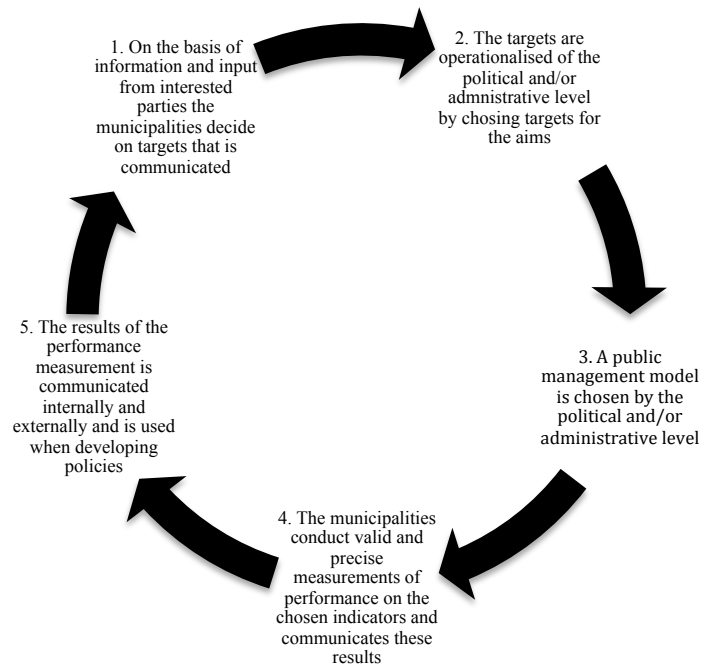 1. On the basis of
information and input
from interested
parties the
municipalities decide
on targets that is
communicated
2. The targets are
operationalised of the
political and/or
admnistrative level
by chosing targets for
the aims
3. A public
management model
is chosen by the
political and/or
administrative level
4. The municipalities
conduct valid and
precise
measurements of
performance on the
chosen indicators and
communicates these
results
5. The results of the
performance
measurement is
communicated
internally and
externally and is used
when developing
policies